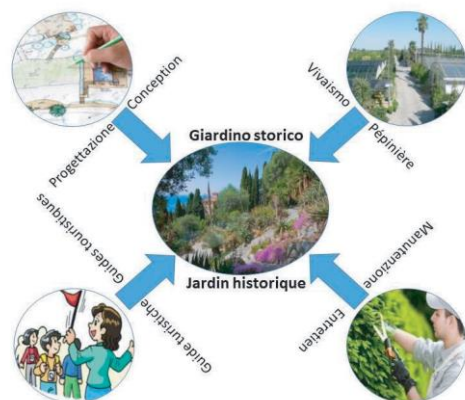 Progettazione
Conception
Vivaismo
Pépinière
Giardino storico
Jardin historique
Guides touristiques
Guide turistiche
Manutenzione
Entretien